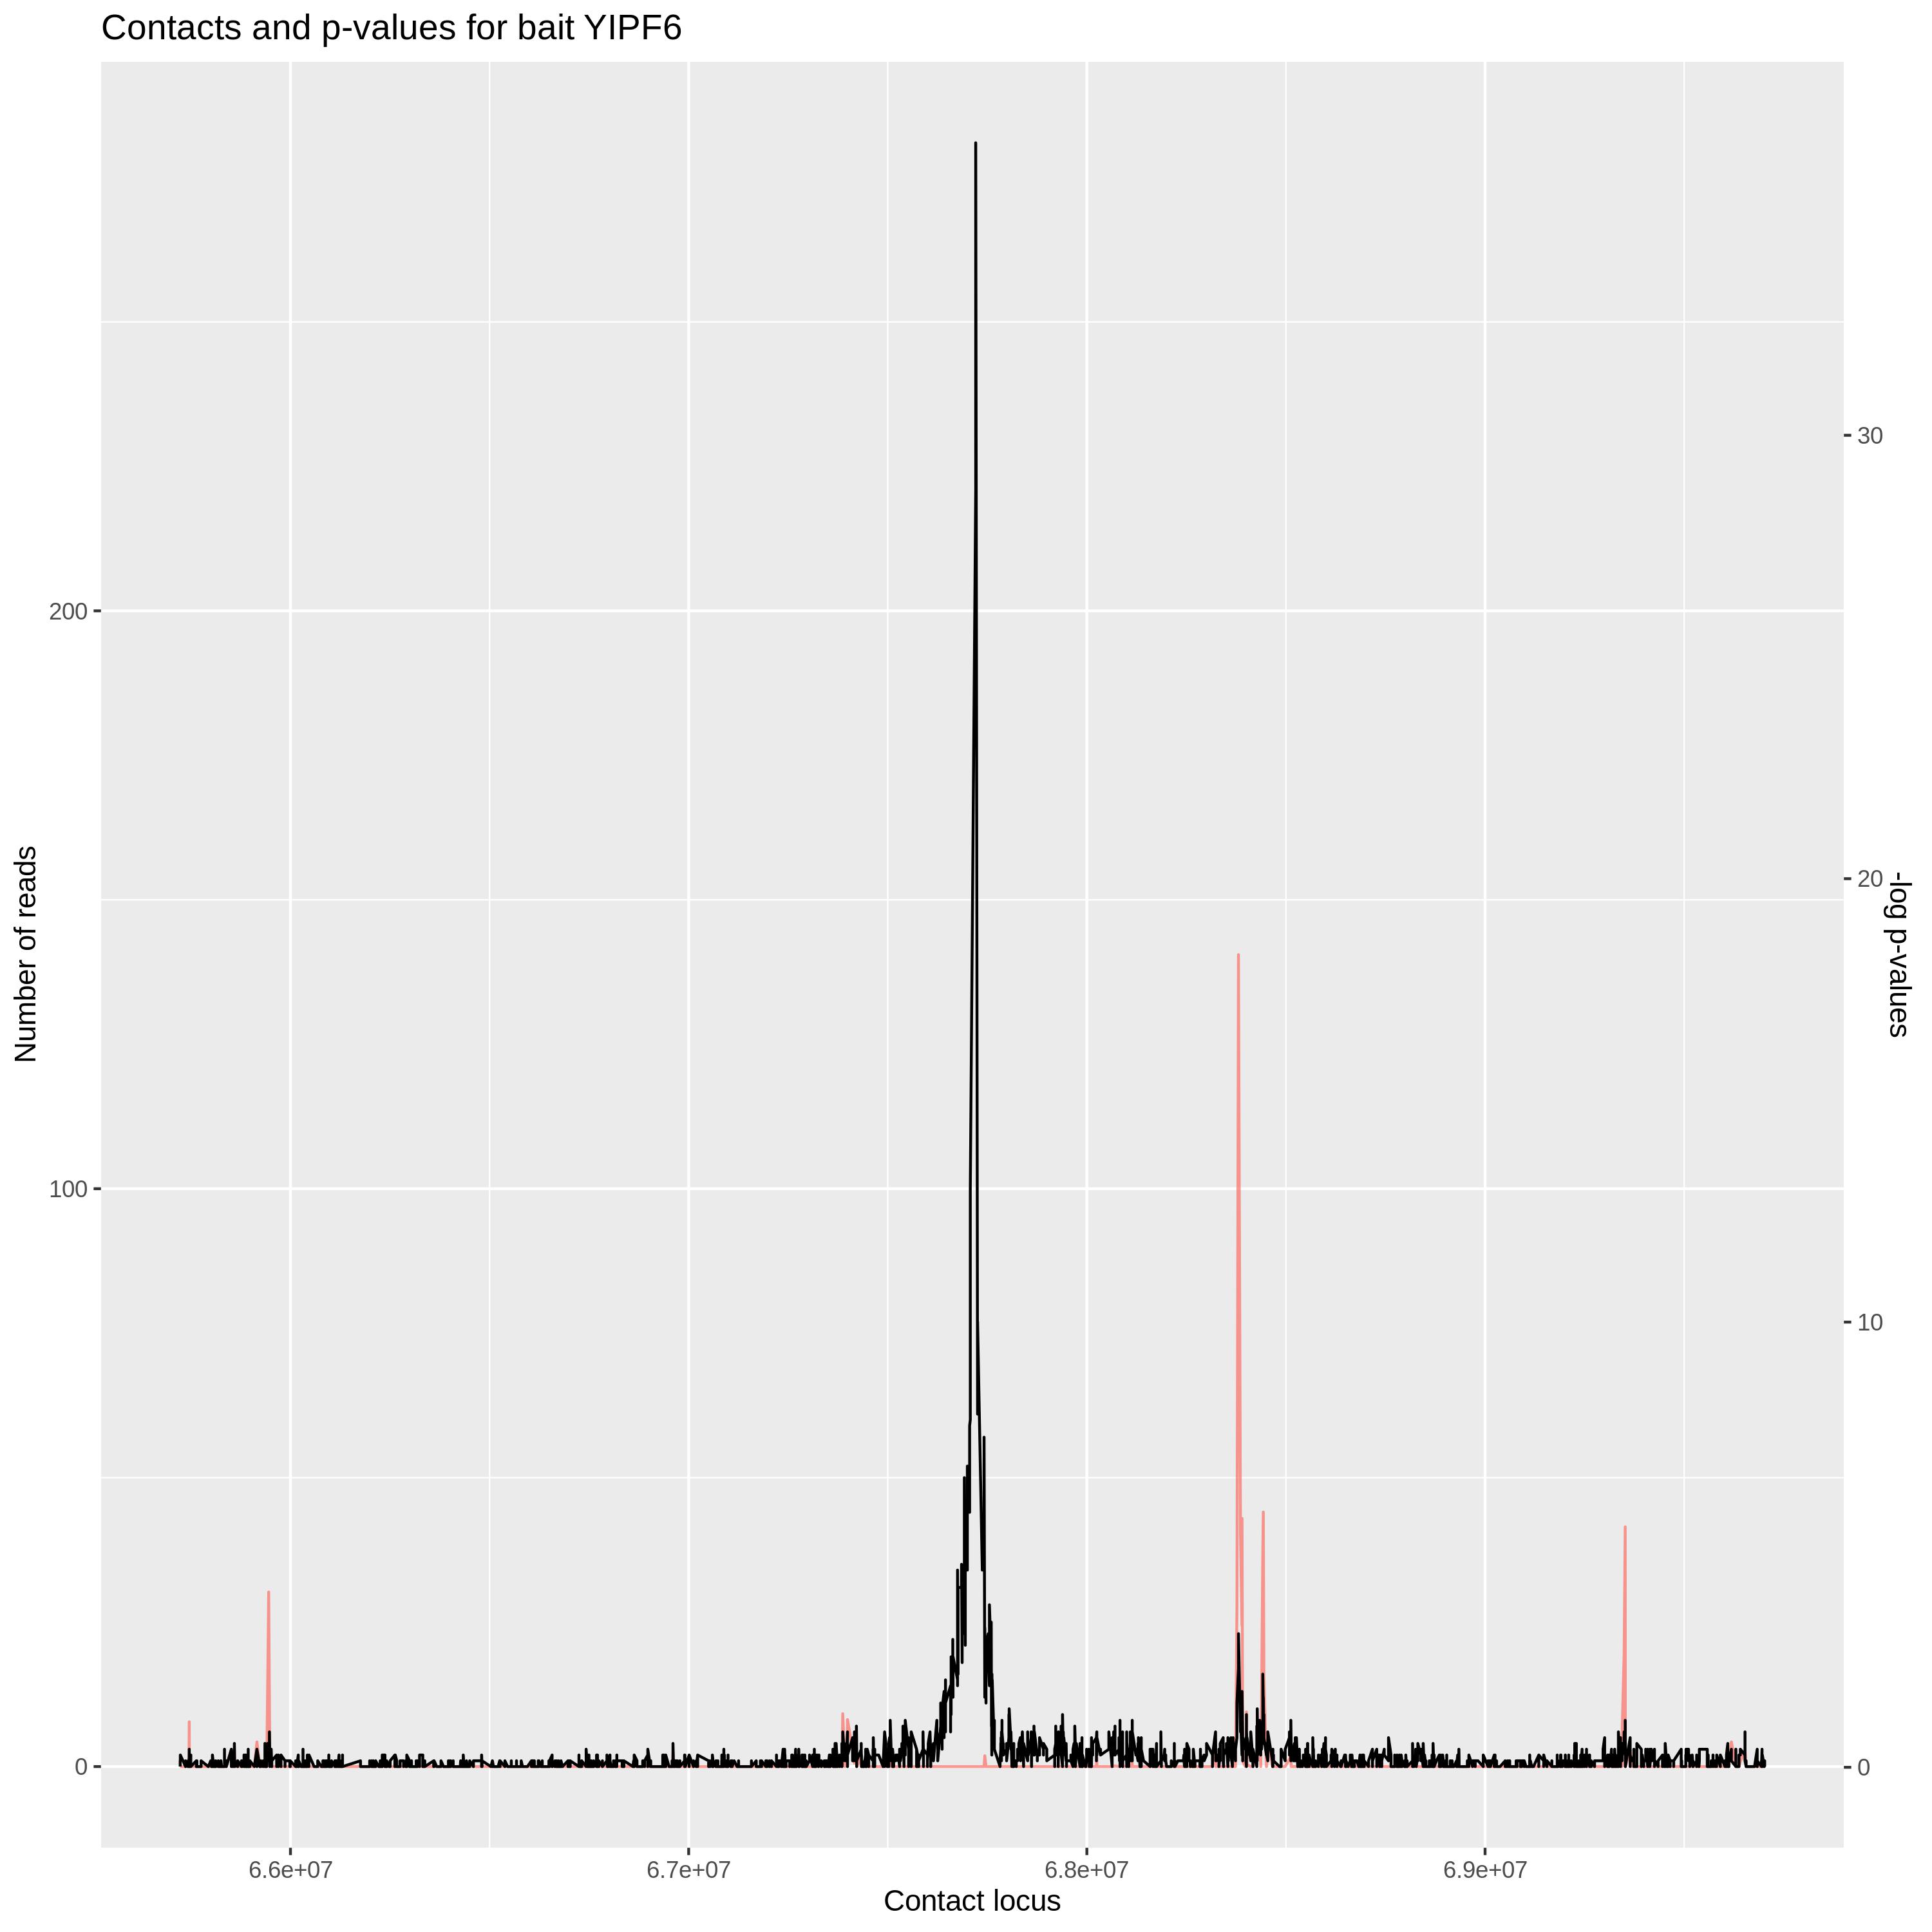 Contacts and p-values for bait YIPF6
Number of reads
200
100
0
30
20
10
0
-log p-values
6.6e+07
6.7e+07
6.8e+07
6.9e+07
Contact locus